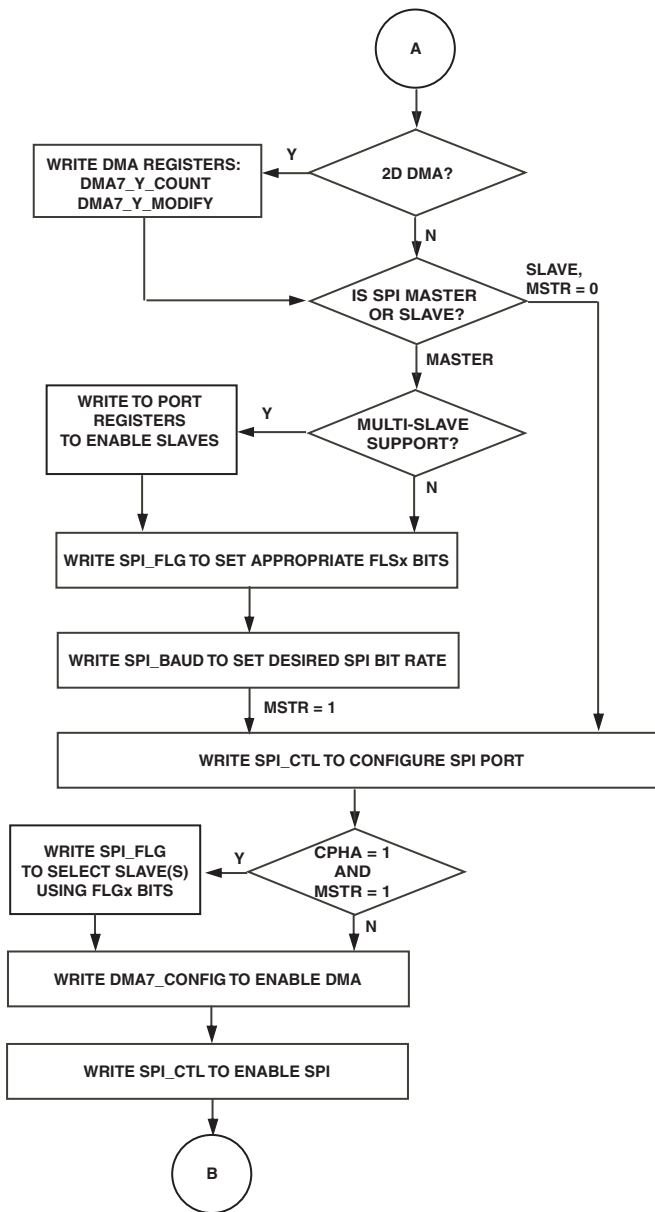 A
2D DMA?
Y
WRITE DMA REGISTERS:
DMA7_Y_COUNT
DMA7_Y_MODIFY
N
IS SPI MASTER
OR SLAVE?
SLAVE,
MSTR = 0
MASTER
MULTI-SLAVE
SUPPORT?
Y
WRITE TO PORT
REGISTERS
TO ENABLE SLAVES
N
WRITE SPI_FLG TO SET APPROPRIATE FLSx BITS
WRITE SPI_BAUD TO SET DESIRED SPI BIT RATE
MSTR = 1
WRITE SPI_CTL TO CONFIGURE SPI PORT
CPHA = 1
AND
MSTR = 1
Y
WRITE SPI_FLG
TO SELECT SLAVE(S)
USING FLGx BITS
N
WRITE DMA7_CONFIG TO ENABLE DMA
WRITE SPI_CTL TO ENABLE SPI
B